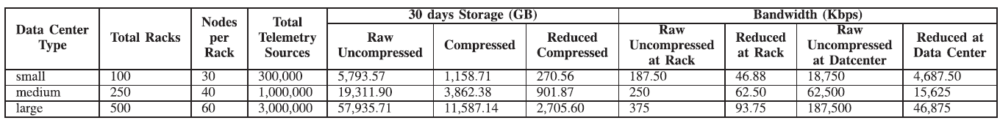 Data Center Type Total Racks Nodes per Rack Total Telemetry Sources 30 days Storage (GB) Bandwidth (Kbps)
Raw Uncompressed Compressed Reduced Compressed Raw Uncompressed at Rack Reduced at Rack Raw Uncompressed at Datcenter Reduced at Data Center
small 100 30 300,000 5,793.57 1,158.71 270.56 187.50 46.88 18,750 4,687.50
medium 250 40 1,000,000 19,311.90 3,862.38 901.87 250 62.50 62,500 15,625
large 500 60 3,000,000 57,935.71 11,587.14 2,705.60 375 93.75 187,500 46,875